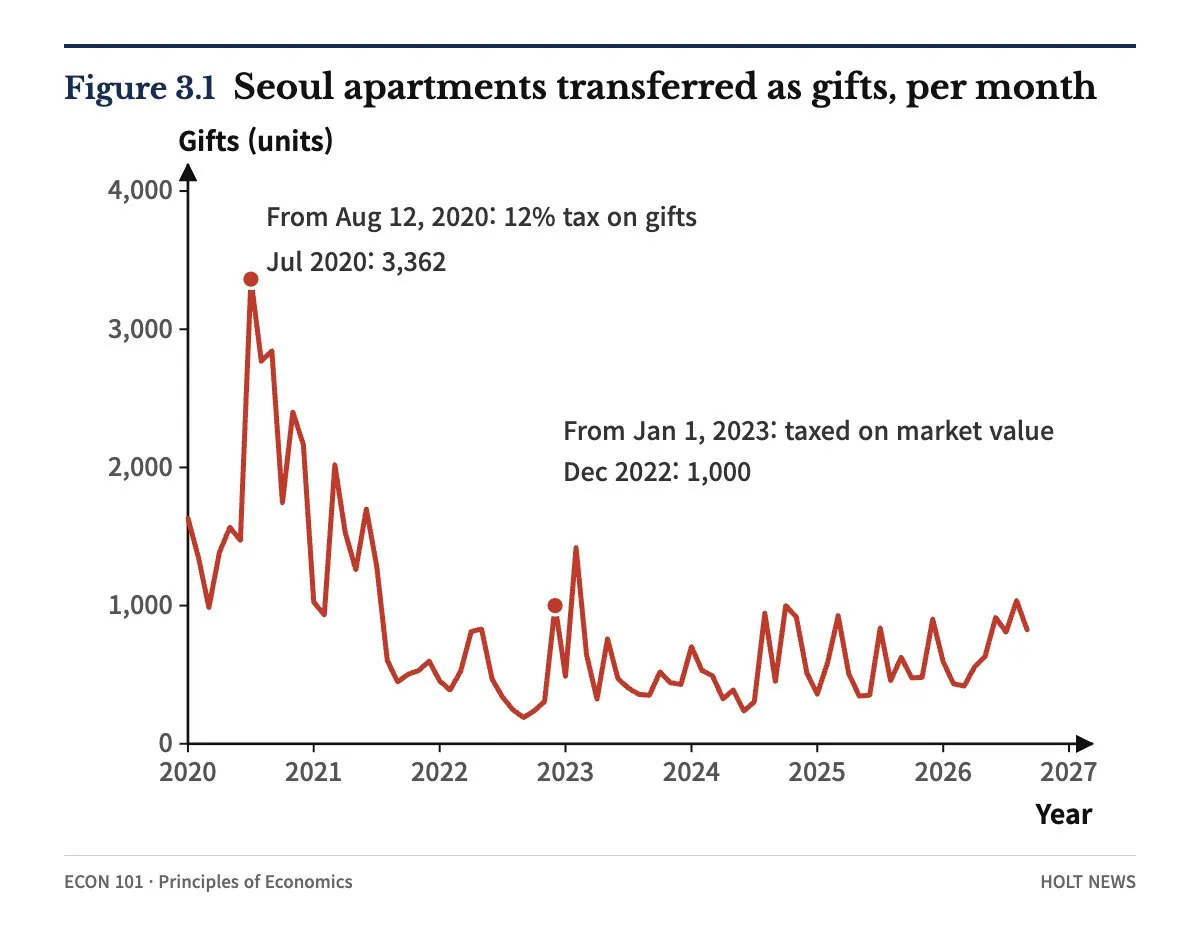 Figure 3.1 Seoul apartments transferred as gifts, per month
Gifts (units)
4,000
From Aug 12, 2020: 12% tax on gifts
Jul 2020: 3,362
3,000
From Jan 1, 2023: taxed on market value
2,000
Dec 2022: 1,000
1,000
0
2020 2021 2022 2023 2024 2025 2026 2027
Year
ECON 101 · Principles of Economics
HOLT NEWS